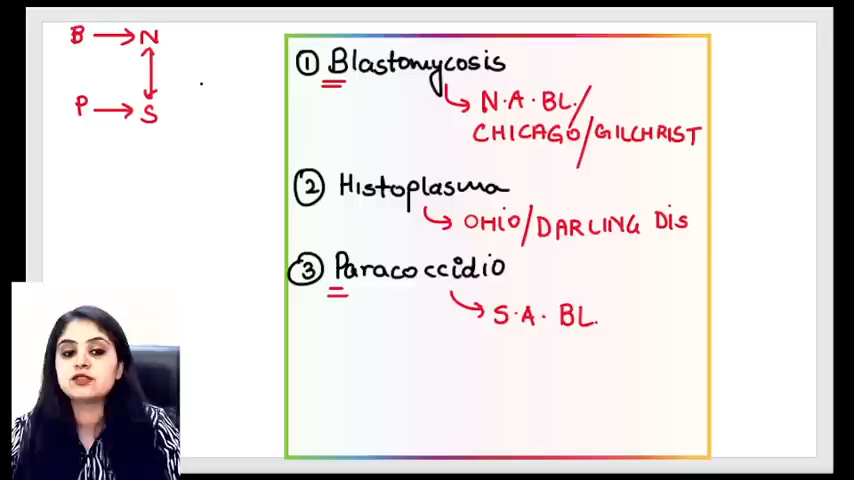 B → N
P → S
① Blastomycosis
N.A.BL./
CHICAGO/GILCHRIST
② Histoplasma
OHIO/DARLING DIS
③ Paracoccidio
S.A.BL.